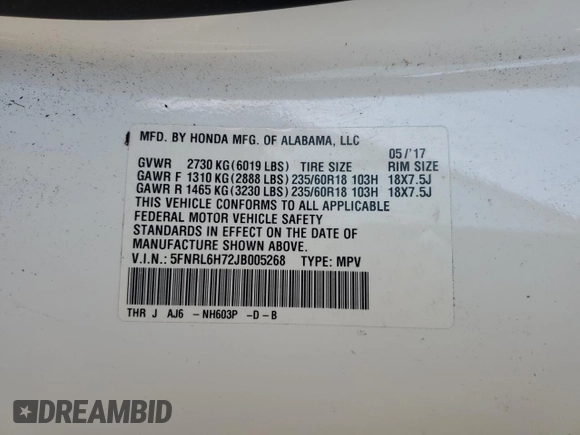 MFD. BY HONDA MFG. OF ALABAMA, LLC 05/'17
GVWR 2730 KG (6019 LBS) TIRE SIZE RIM SIZE
GAWR F 1310 KG (2888 LBS) 235/60R18 103H 18X7.5J
GAWR R 1465 KG (3230 LBS) 235/60R18 103H 18X7.5J
THIS VEHICLE CONFORMS TO ALL APPLICABLE
FEDERAL MOTOR VEHICLE SAFETY
STANDARDS IN EFFECT ON THE DATE OF
MANUFACTURE SHOWN ABOVE.
V.I.N.: 5FNRL6H72JB005268 TYPE: MPV
THR J AJ6 -NH603P -D-B
DREAMBID